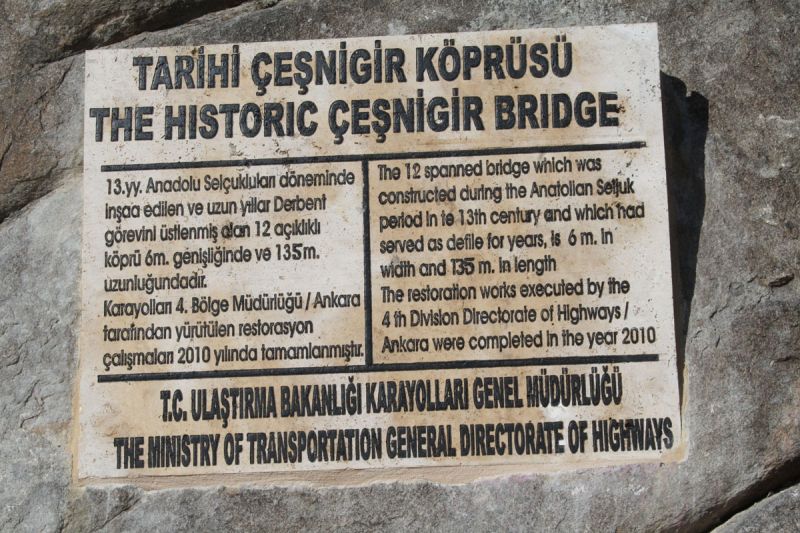 TARİHİ ÇEŞNİGİR KÖPRÜSÜ
THE HISTORIC ÇEŞNİGİR BRIDGE
13.yy. Anadolu Selçukluları döneminde
inşaa edilen ve uzun yıllar Derbent
görevini üstlenmiş olan 12 açıklıklı
köprü 6m. genişliğinde ve 135m.
uzunluğundadır.
Karayolları 4. Bölge Müdürlüğü / Ankara
tarafından yürütülen restorasyon
çalışmaları 2010 yılında tamamlanmıştır.
The 12 spanned bridge which was
constructed during the Anatolian Seljuk
period in te 13th century and which had
served as defile for years, is 6 m. in
width and 135 m. in length
The restoration works executed by the
4 th Division Directorate of Highways /
Ankara were completed in the year 2010
T.C. ULAŞTIRMA BAKANLIĞI KARAYOLLARI GENEL MÜDÜRLÜĞÜ
THE MINISTRY OF TRANSPORTATION GENERAL DIRECTORATE OF HIGHWAYS